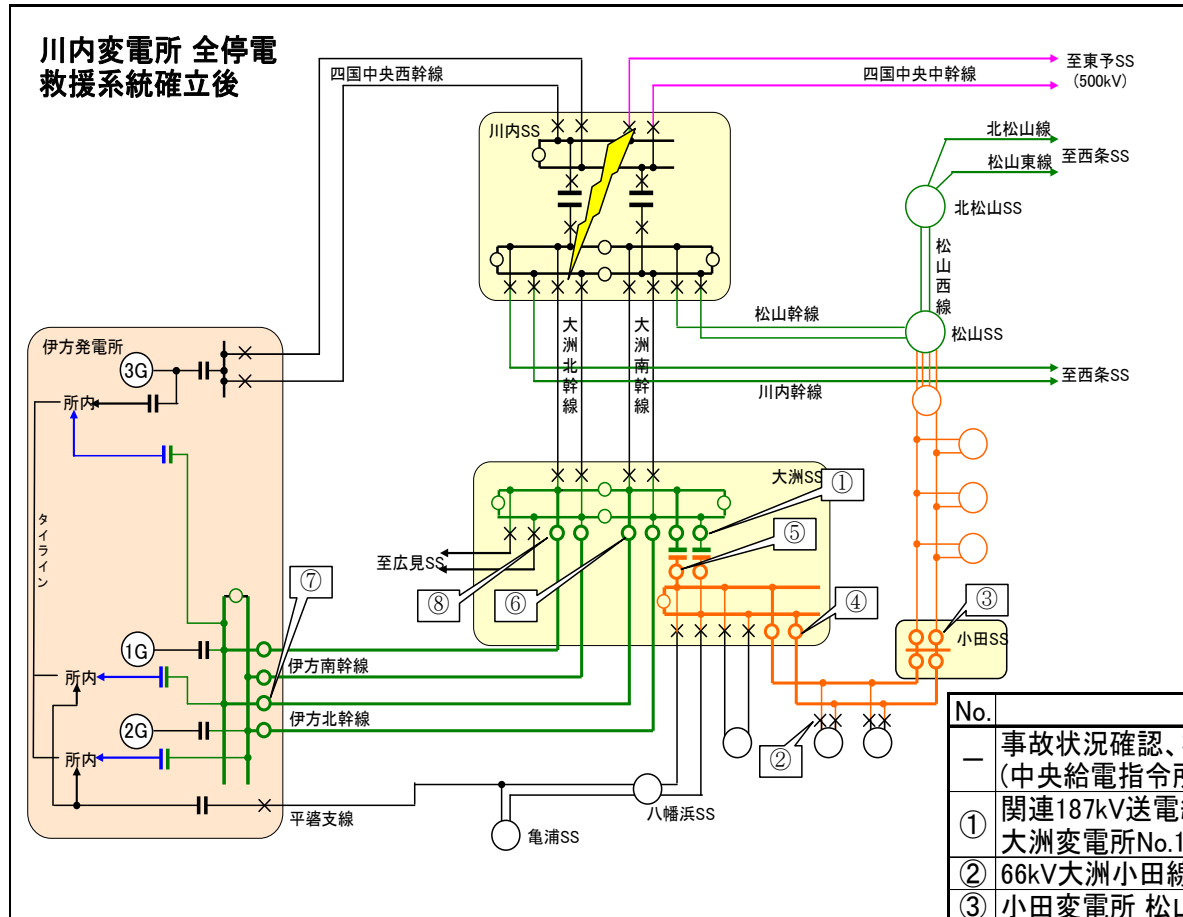 川内変電所 全停電
救援系統確立後
四国中央西幹線
四国中央中幹線
至東予SS
(500kV)
川内SS
北松山線
松山東線
至西条SS
北松山SS
松山西線
松山幹線
松山SS
大洲北幹線
大洲南幹線
至西条SS
川内幹線
伊方発電所
3G
所内
タイライン
大洲SS
①
⑤
至広見SS
⑧
⑥
④
③
小田SS
⑦
1G
所内
伊方南幹線
伊方北幹線
2G
所内
②
平碆支線
八幡浜SS
亀浦SS
No.
― 事故状況確認、
(中央給電指令所
① 関連187kV送電
大洲変電所No.1
② 66kV大洲小田線
③ 小田変電所 松山